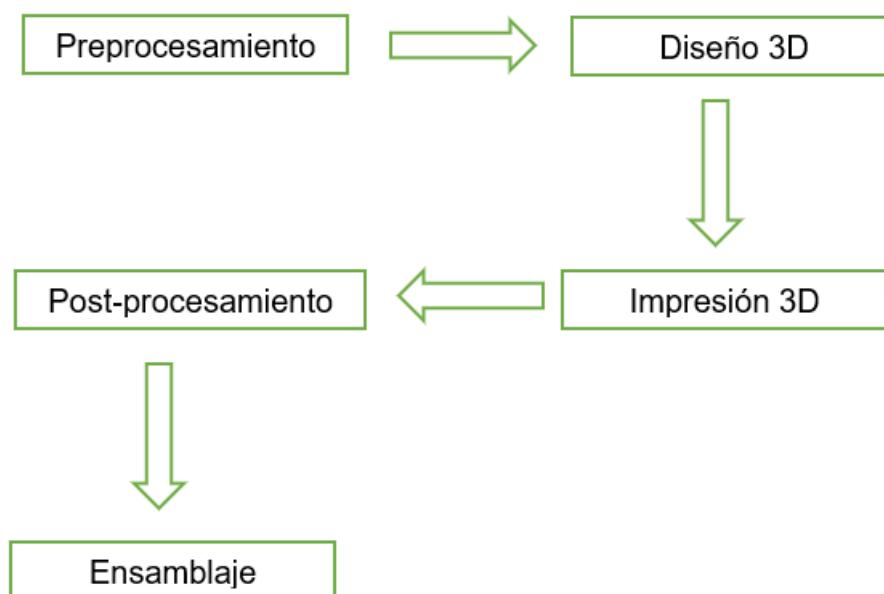 Preprocesamiento
Diseño 3D
Impresión 3D
Post-procesamiento
Ensamblaje